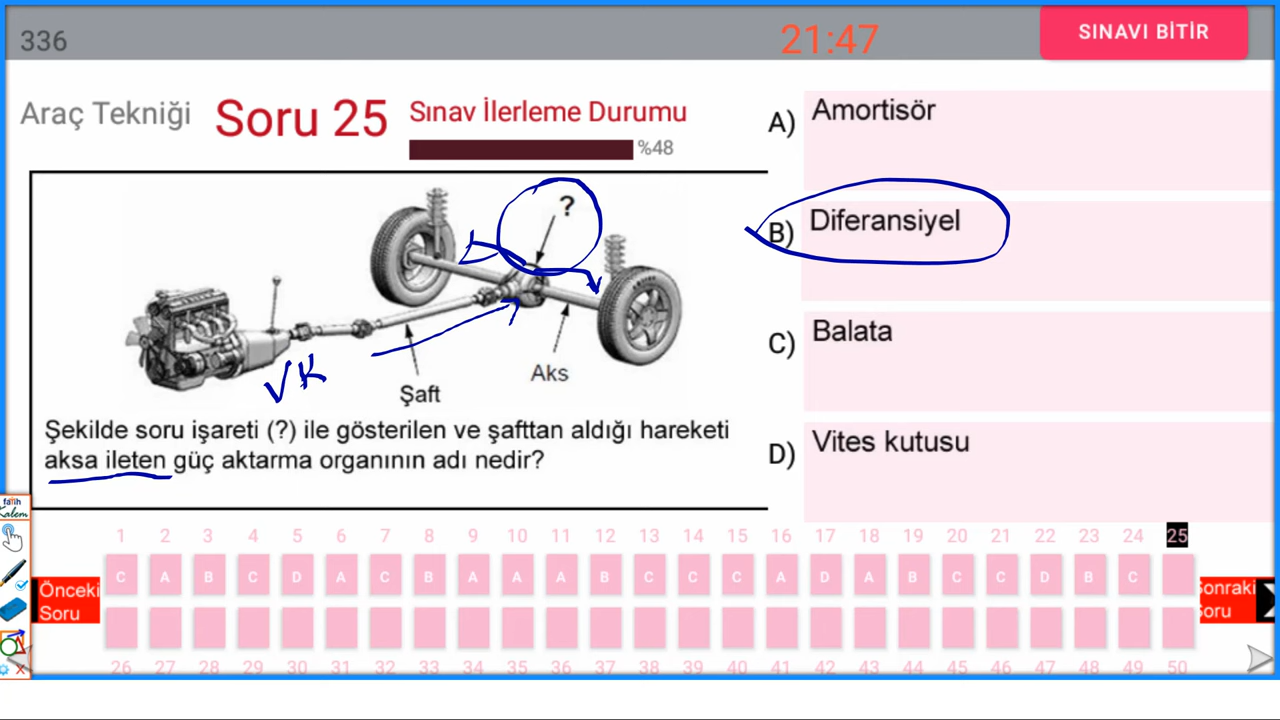 336
21:47
SINAVI BİTİR
Araç Tekniği
Soru 25
Sınav İlerleme Durumu
%48
?
VK
Şaft
Aks
Şekilde soru işareti (?) ile gösterilen ve şafttan aldığı hareketi
aksa ileten güç aktarma organının adı nedir?
A) Amortisör
B) Diferansiyel
C) Balata
D) Vites kutusu
fatih
Kalem
1 2 3 4 5 6 7 8 9 10 11 12 13 14 15 16 17 18 19 20 21 22 23 24 25
C A B C D A C B A A A B C C C A D A B C C D B C
Önceki
Soru
Sonraki
Soru
26 27 28 29 30 31 32 33 34 35 36 37 38 39 40 41 42 43 44 45 46 47 48 49 50